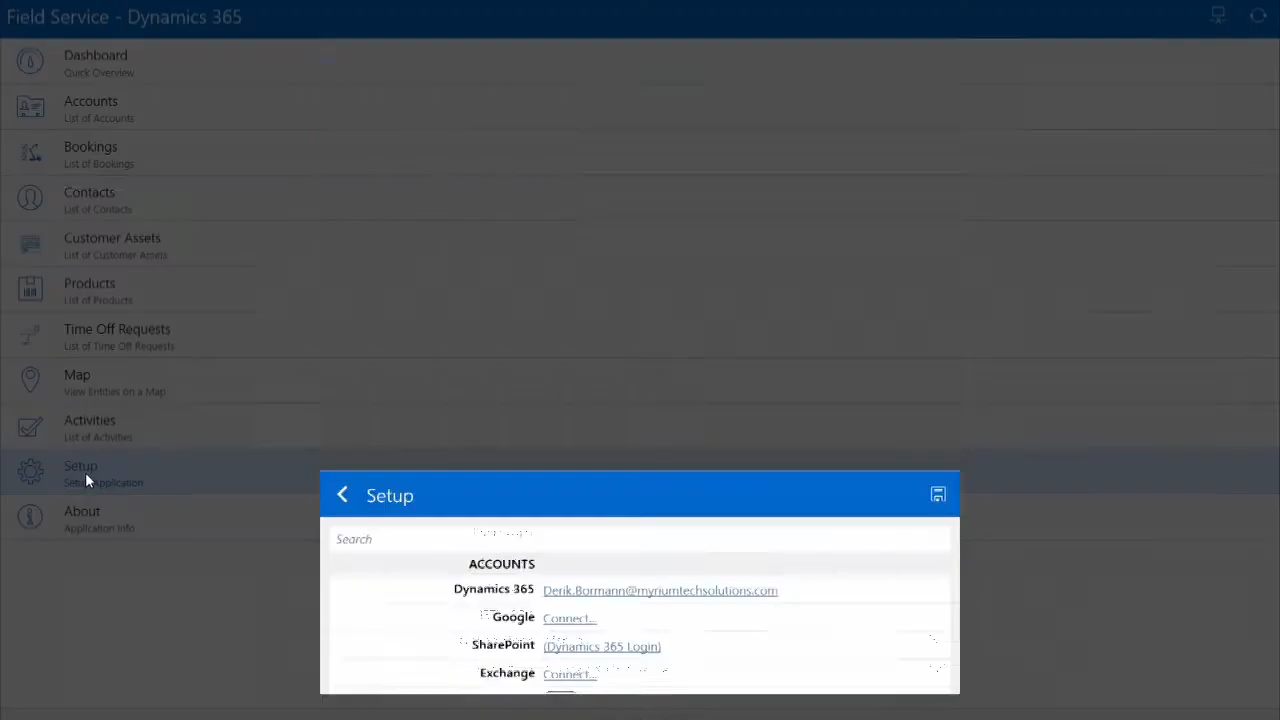 Field Service - Dynamics 365
Dashboard
Quick Overview
Accounts
List of Accounts
Bookings
List of Bookings
Contacts
List of Contacts
Customer Assets
List of Customer Assets
Products
List of Products
Time Off Requests
List of Time Off Requests
Map
View Entities on a Map
Activities
List of Activities
Setup
Setup Application
About
Application Info
Setup
Search
ACCOUNTS
Dynamics 365 Derik.Bormann@myriumtechsolutions.com
Google Connect...
SharePoint (Dynamics 365 Login)
Exchange Connect...